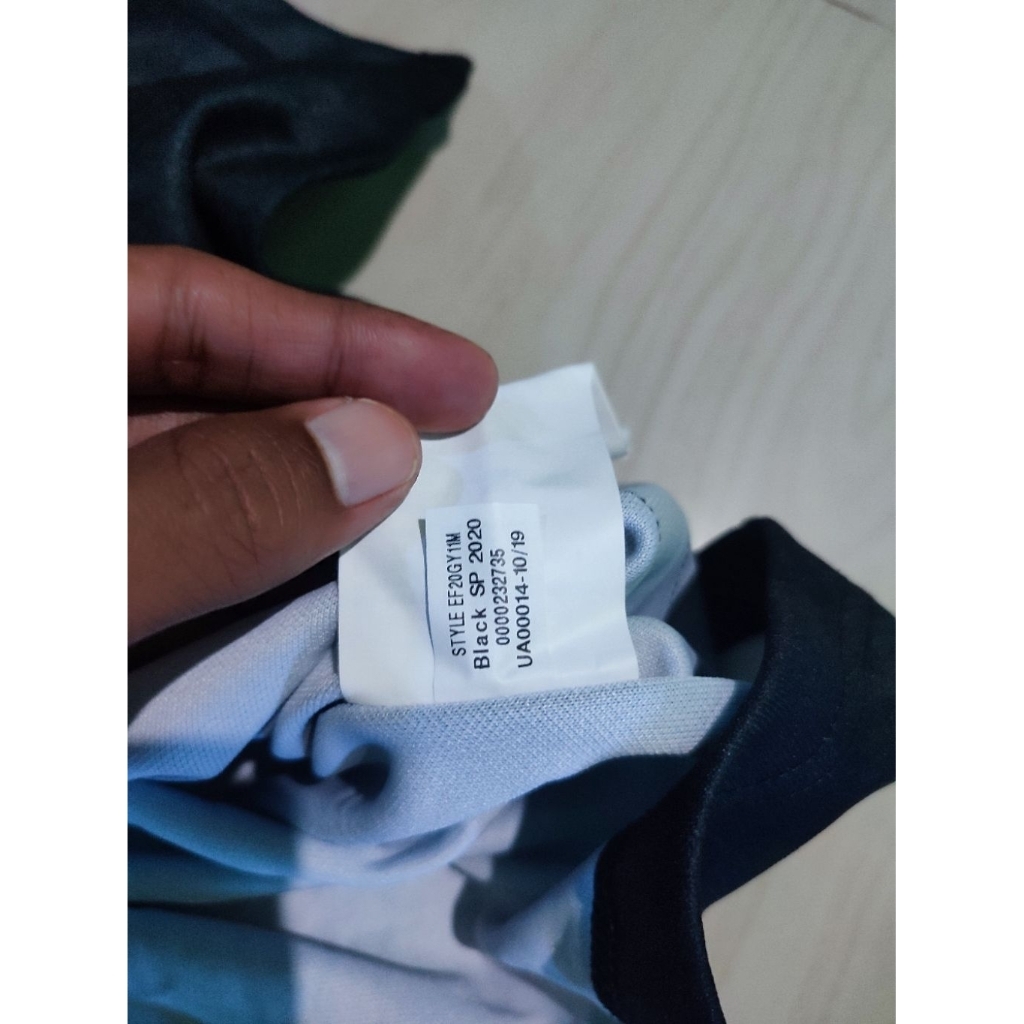 STYLE EF20GY11M
Black SP 2020
0000232735
UA00014-10/19